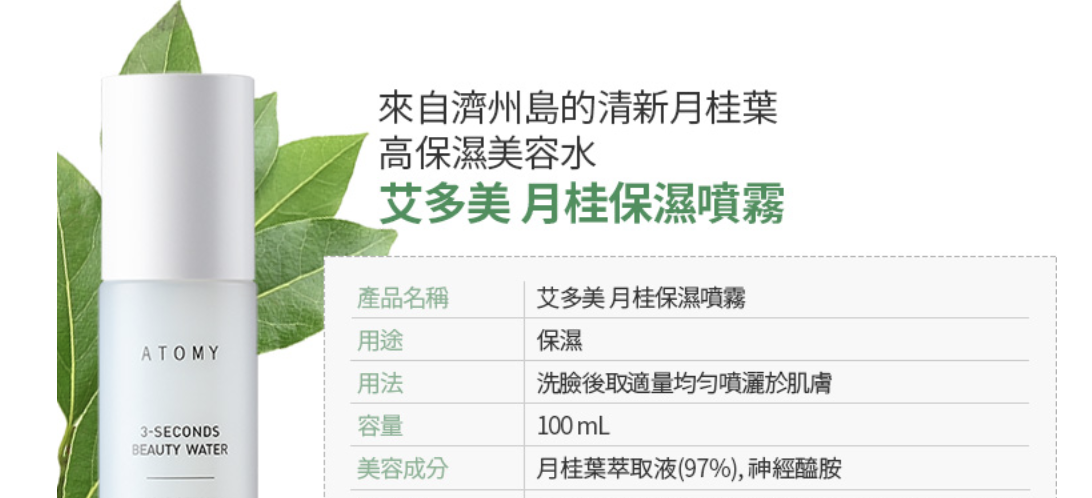 來自濟州島的清新月桂葉
高保濕美容水
艾多美 月桂保濕噴霧
產品名稱 艾多美 月桂保濕噴霧
用途 保濕
用法 洗臉後取適量均勻噴灑於肌膚
容量 100 mL
美容成分 月桂葉萃取液(97%), 神經醯胺
ATOMY
3-SECONDS
BEAUTY WATER